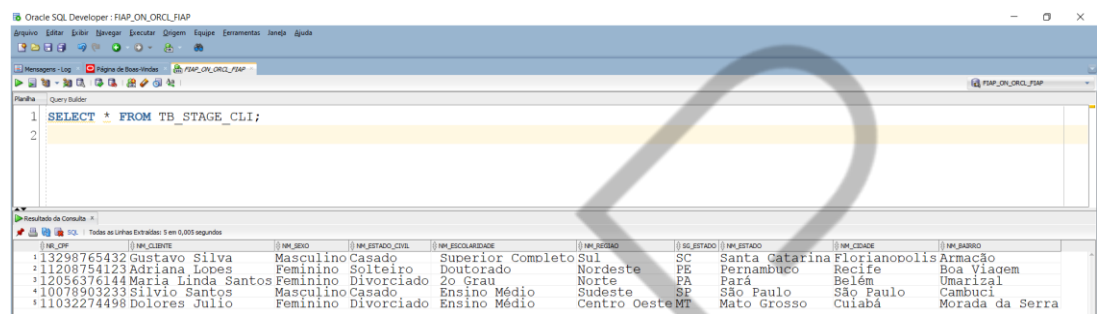 Oracle SQL Developer : FIAP_ON_ORCL_FIAP
Arquivo Editar Exibir Navegar Executar Origem Equipe Ferramentas Janela Ajuda
Mensagens - Log Página de Boas-Vindas FIAP_ON_ORCL_FIAP
FIAP_ON_ORCL_FIAP
Planilha Query Builder
1 SELECT * FROM TB_STAGE_CLI;
2
Resultado da Consulta
SQL | Todas as Linhas Extraídas: 5 em 0,005 segundos
NR_CPF NM_CLIENTE NM_SEXO NM_ESTADO_CIVIL NM_ESCOLARIDADE NM_REGIAO SG_ESTADO NM_ESTADO NM_CIDADE NM_BAIRRO
1 13298765432 Gustavo Silva Masculino Casado Superior Completo Sul SC Santa Catarina Florianopolis Armacão
2 11208754123 Adriana Lopes Feminino Solteiro Doutorado Nordeste PE Pernambuco Recife Boa Viagem
3 12056376144 Maria Linda Santos Feminino Divorciado 2o Grau Norte PA Pará Belém Umarizal
4 10078903233 Silvio Santos Masculino Casado Ensino Médio Sudeste SP São Paulo São Paulo Cambuci
5 11032274498 Dolores Julio Feminino Divorciado Ensino Médio Centro Oeste MT Mato Grosso Cuiabá Morada da Serra